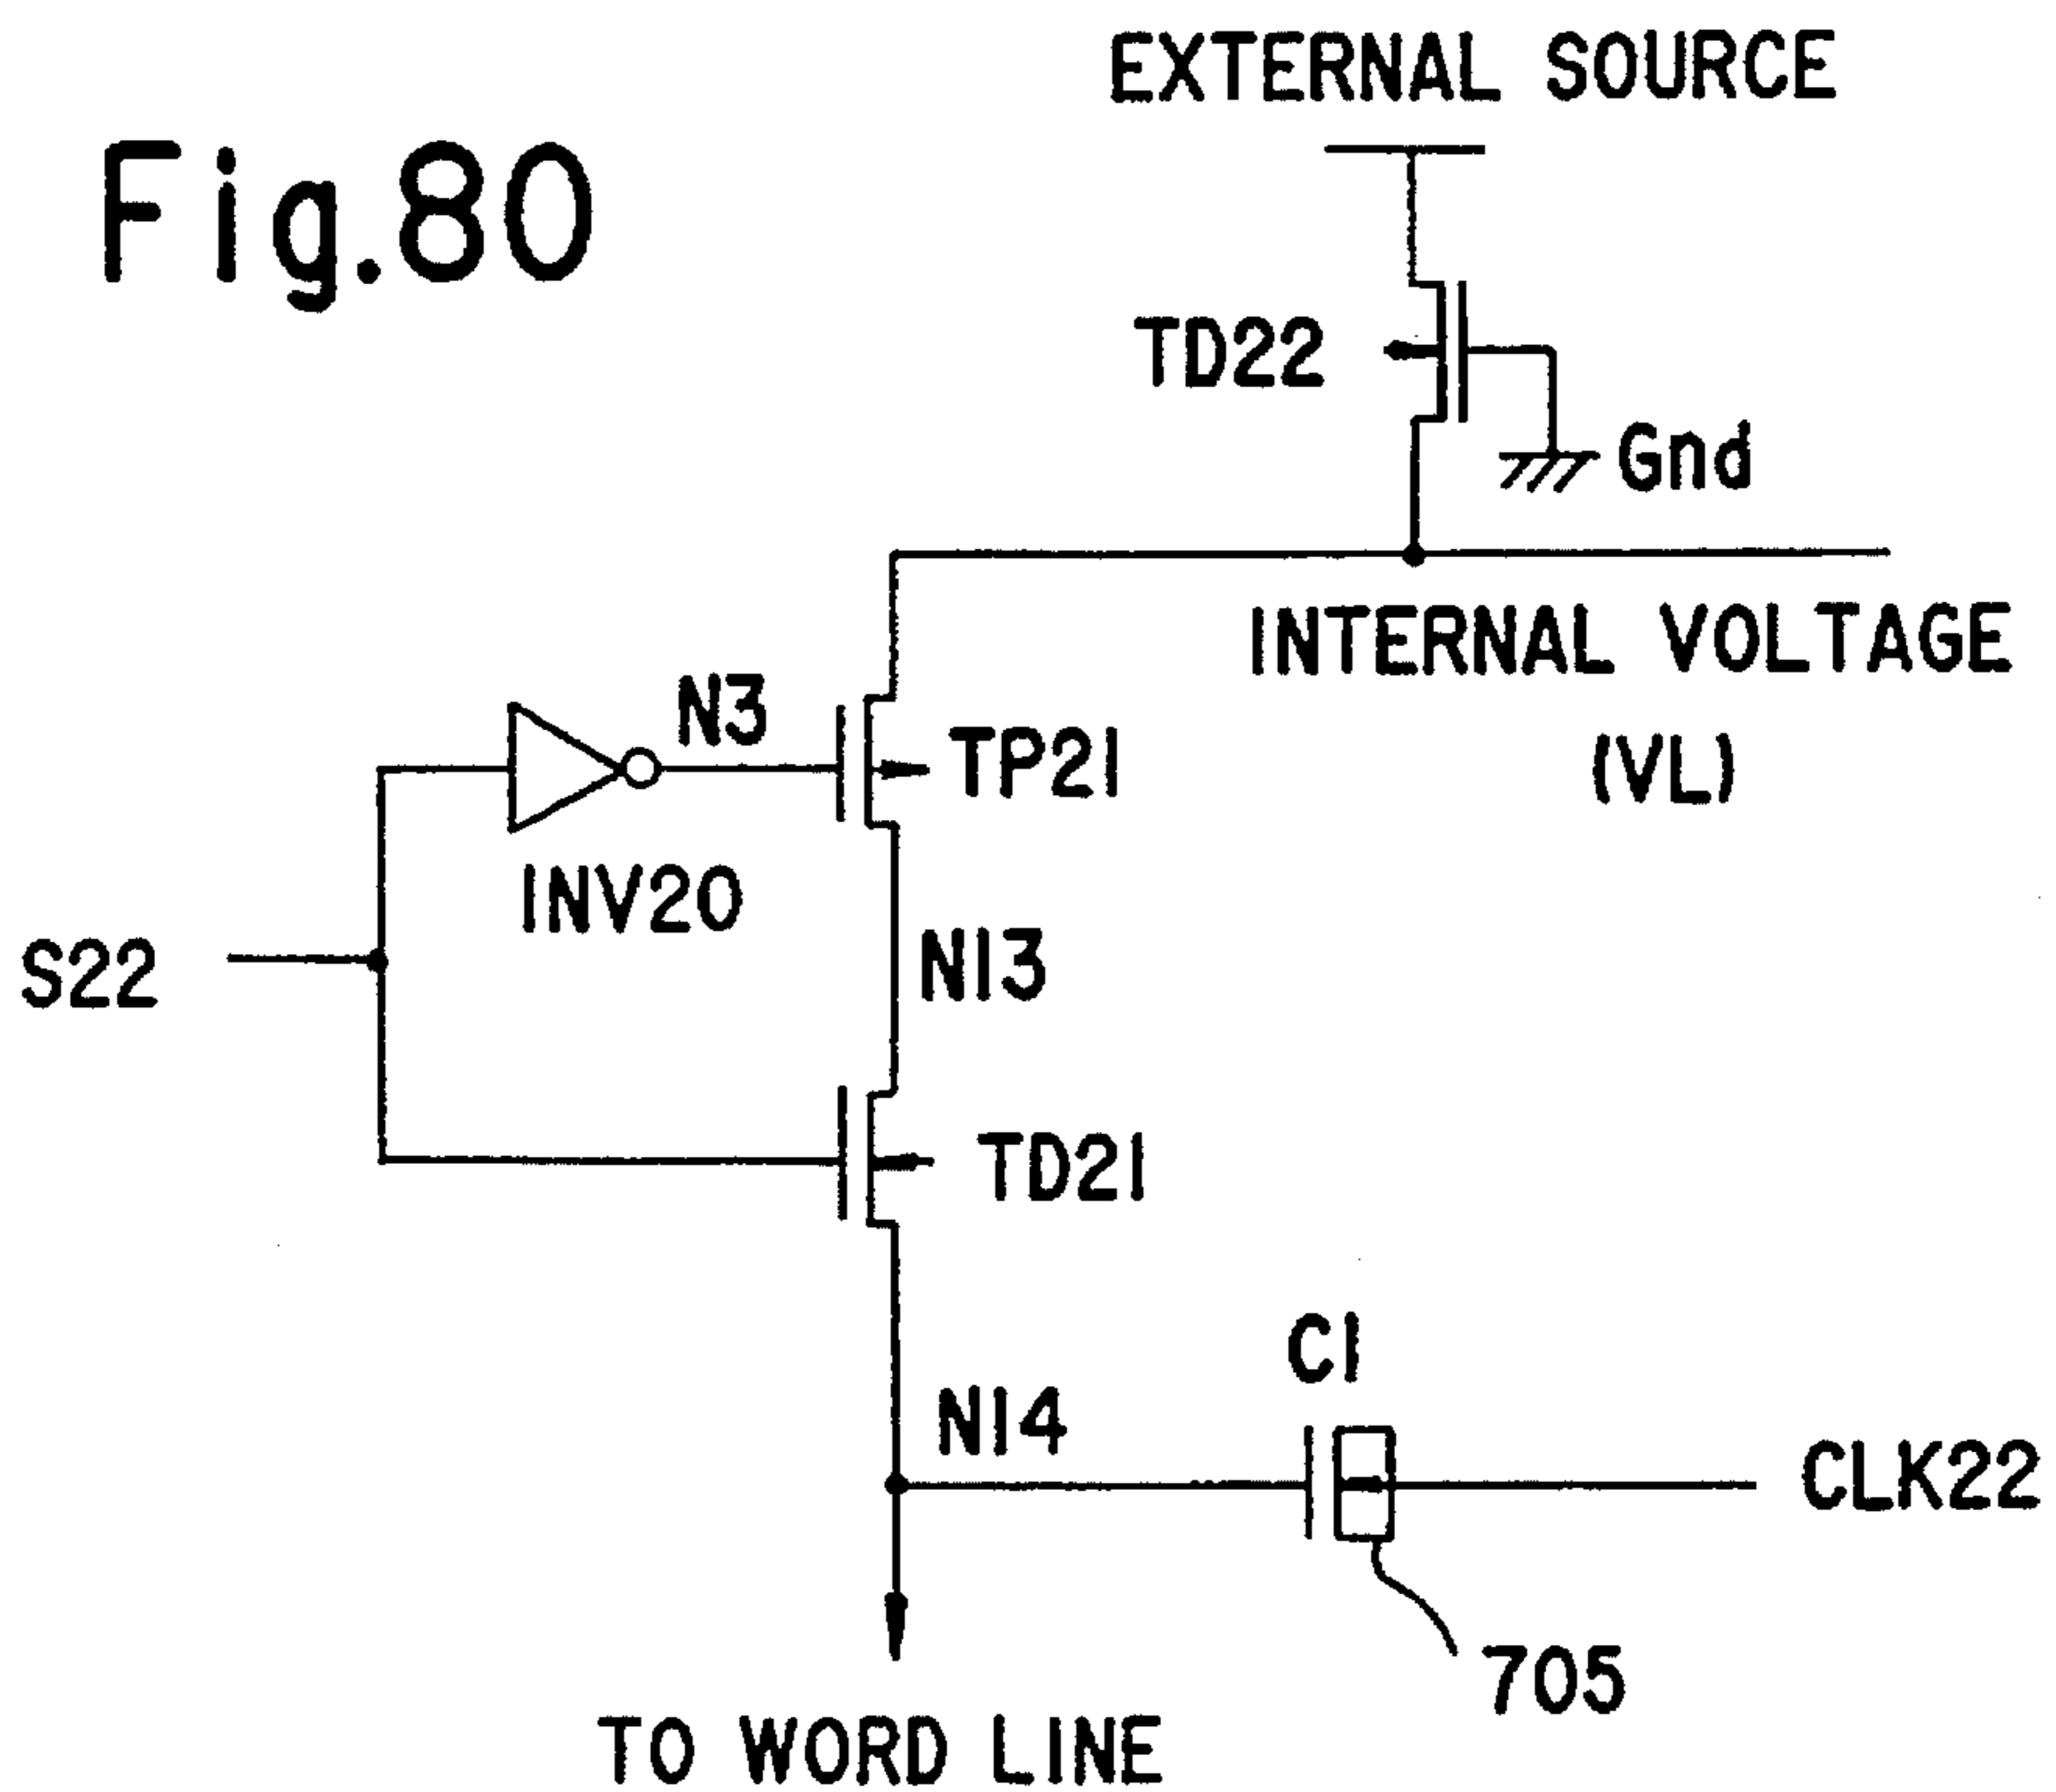 Fig.80
EXTERNAL SOURCE
TD22
Gnd
INTERNAL VOLTAGE
(VL)
N3
TP21
INV20
N13
S22
TD21
C1
N14
CLK22
705
TO WORD LINE